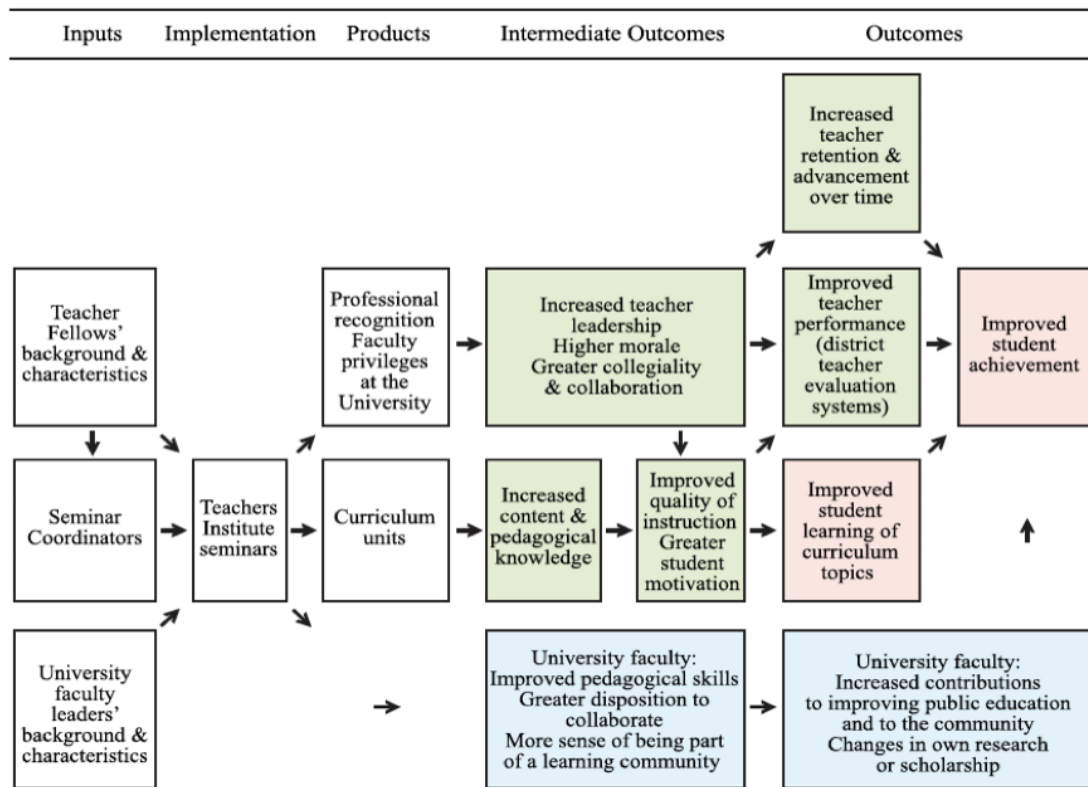 Inputs Implementation Products Intermediate Outcomes Outcomes
Increased
teacher
retention &
advancement
over time
Teacher
Fellows’
background &
characteristics
Professional
recognition
Faculty
privileges
at the
University
Increased teacher
leadership
Higher morale
Greater collegiality
& collaboration
Improved
teacher
performance
(district
teacher
evaluation
systems)
Improved
student
achievement
Seminar
Coordinators
Teachers
Institute
seminars
Curriculum
units
Increased
content &
pedagogical
knowledge
Improved
quality of
instruction
Greater
student
motivation
Improved
student
learning of
curriculum
topics
University
faculty
leaders’
background &
characteristics
University faculty:
Improved pedagogical skills
Greater disposition to
collaborate
More sense of being part
of a learning community
University faculty:
Increased contributions
to improving public education
and to the community
Changes in own research
or scholarship